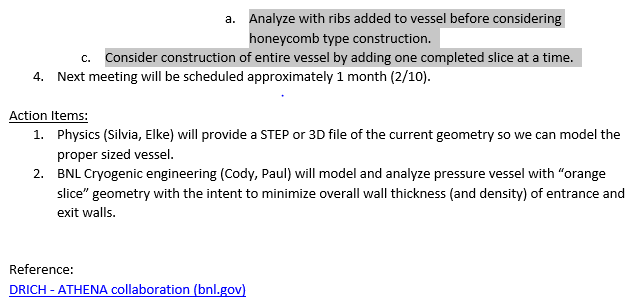 a. Analyze with ribs added to vessel before considering
honeycomb type construction.
c. Consider construction of entire vessel by adding one completed slice at a time.
4. Next meeting will be scheduled approximately 1 month (2/10).
Action Items:
1. Physics (Silvia, Elke) will provide a STEP or 3D file of the current geometry so we can model the
proper sized vessel.
2. BNL Cryogenic engineering (Cody, Paul) will model and analyze pressure vessel with “orange
slice” geometry with the intent to minimize overall wall thickness (and density) of entrance and
exit walls.
Reference:
DRICH - ATHENA collaboration (bnl.gov)